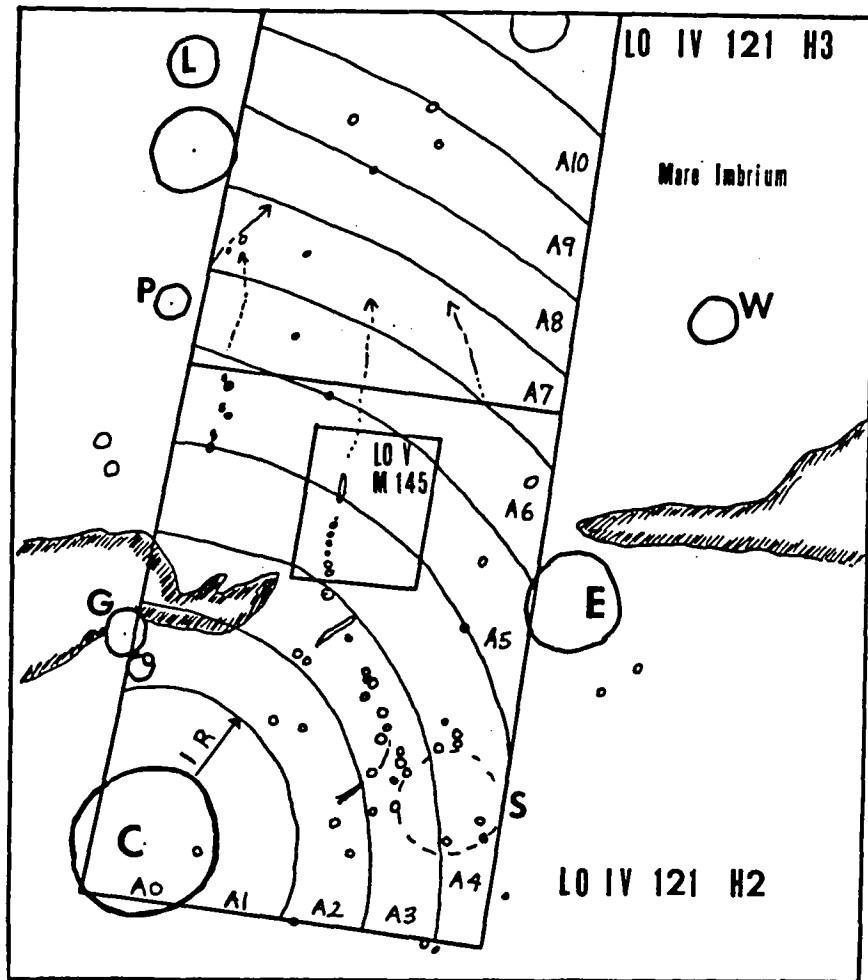 LO IV 121 H3
L
A10
Mare Imbrium
A9
P
A8
W
A7
LO V
M 145
A6
G
E
A5
1 R
S
C
A4
LO IV 121 H2
A0
A1
A2
A3